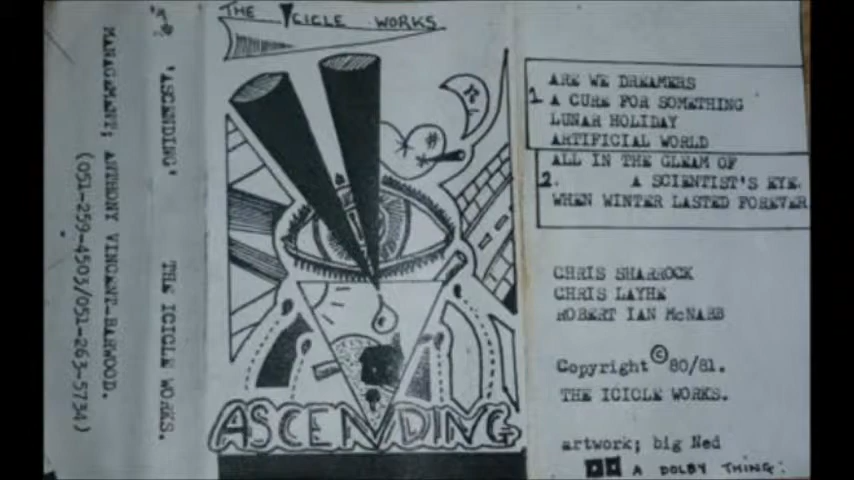 MANAGEMENT; ANTHONY VINCENT-BARWOOD.
(051-259-4503/051-263-5734)
'ASCENDING' THE ICICLE WORKS.
THE ICICLE WORKS
ASCENDING
ARE WE DREAMERS
1 A CURE FOR SOMETHING
LUNAR HOLIDAY
ARTIFICIAL WORLD
ALL IN THE GLEAM OF
2. A SCIENTIST'S EYE.
WHEN WINTER LASTED FOREVER
CHRIS SHARROCK
CHRIS LAYHE
ROBERT IAN McNABB
Copyright © 80/81.
THE ICICLE WORKS.
artwork; big Ned
A DOLBY THING: